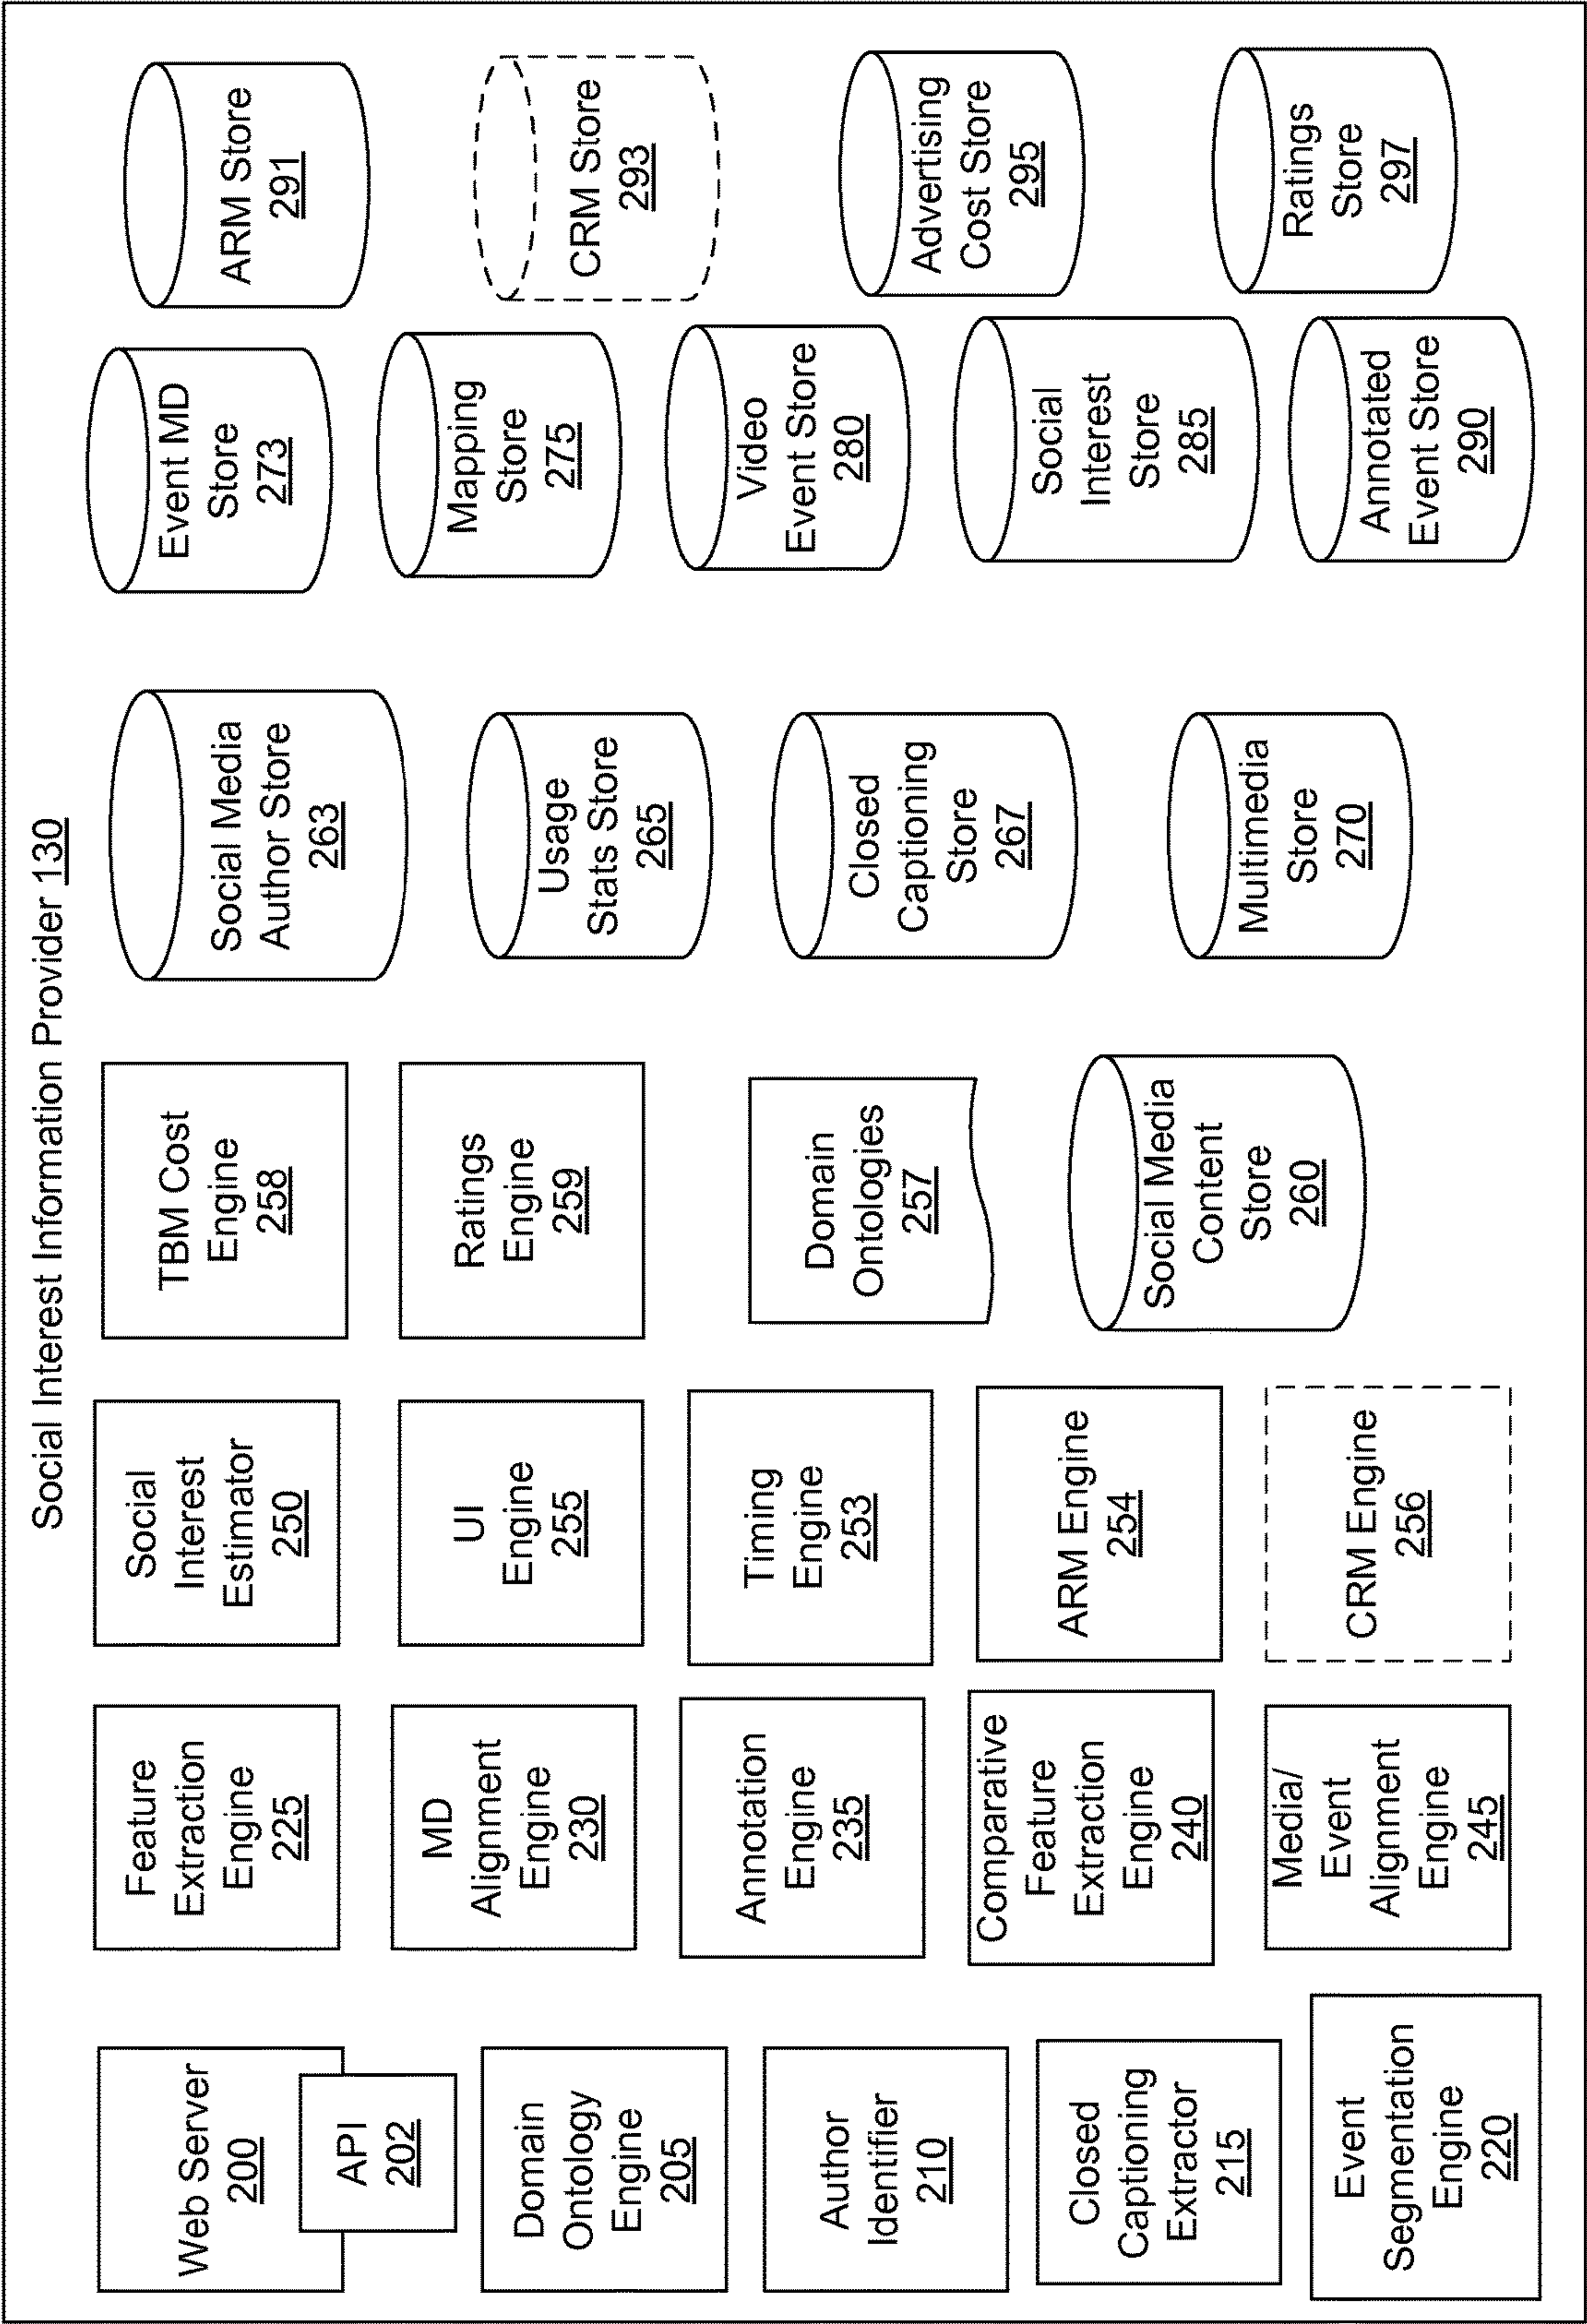 Social Interest Information Provider 130
Web Server
200
API
202
Domain
Ontology
Engine
205
Author
Identifier
210
Closed
Captioning
Extractor
215
Event
Segmentation
Engine
220
Feature
Extraction
Engine
225
MD
Alignment
Engine
230
Annotation
Engine
235
Comparative
Feature
Extraction
Engine
240
Media/
Event
Alignment
Engine
245
Social
Interest
Estimator
250
UI
Engine
255
Timing
Engine
253
ARM Engine
254
CRM Engine
256
TBM Cost
Engine
258
Ratings
Engine
259
Domain
Ontologies
257
Social Media
Content
Store
260
Social Media
Author Store
263
Usage
Stats Store
265
Closed
Captioning
Store
267
Multimedia
Store
270
Event MD
Store
273
Mapping
Store
275
Video
Event Store
280
Social
Interest
Store
285
Annotated
Event Store
290
ARM Store
291
CRM Store
293
Advertising
Cost Store
295
Ratings
Store
297